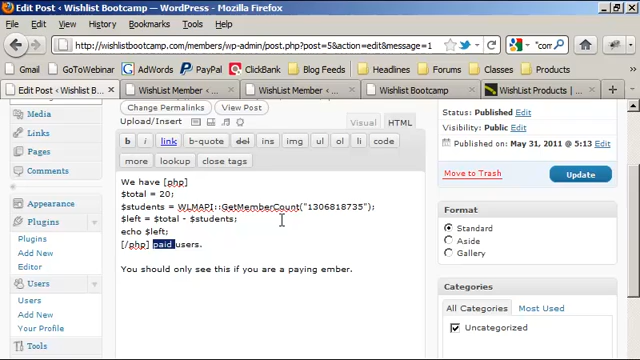 Edit Post ‹ Wishlist Bootcamp — WordPress - Mozilla Firefox
File Edit View History Bookmarks Tools Help
http://wishlistbootcamp.com/members/wp-admin/post.php?post=5&action=edit&message=1
"com
Gmail GoToWebinar AdWords PayPal ClickBank Blog Feeds Headlines Classes Products
Edit Post ‹ Wishlist B... WishList Member ‹ ... WishList Member ‹ ... Wishlist Bootcamp WishList Products | ...
Media
Links
Pages
Comments
Appearance
Plugins
Plugins
Add New
Editor
Users
Users
Add New
Your Profile
Tools
Change Permalinks View Post
Upload/Insert Visual HTML
b i link b-quote del ins img ul ol li code
more lookup close tags
We have [php]
$total = 20;
$students = WLMAPI::GetMemberCount("1306818735");
$left = $total - $students;
echo $left;
[/php] paid users.
You should only see this if you are a paying ember.
Status: Published Edit
Visibility: Public Edit
Published on: May 31, 2011 @ 5:13 Edit
Move to Trash Update
Format
Standard
Aside
Gallery
Categories
All Categories Most Used
Uncategorized